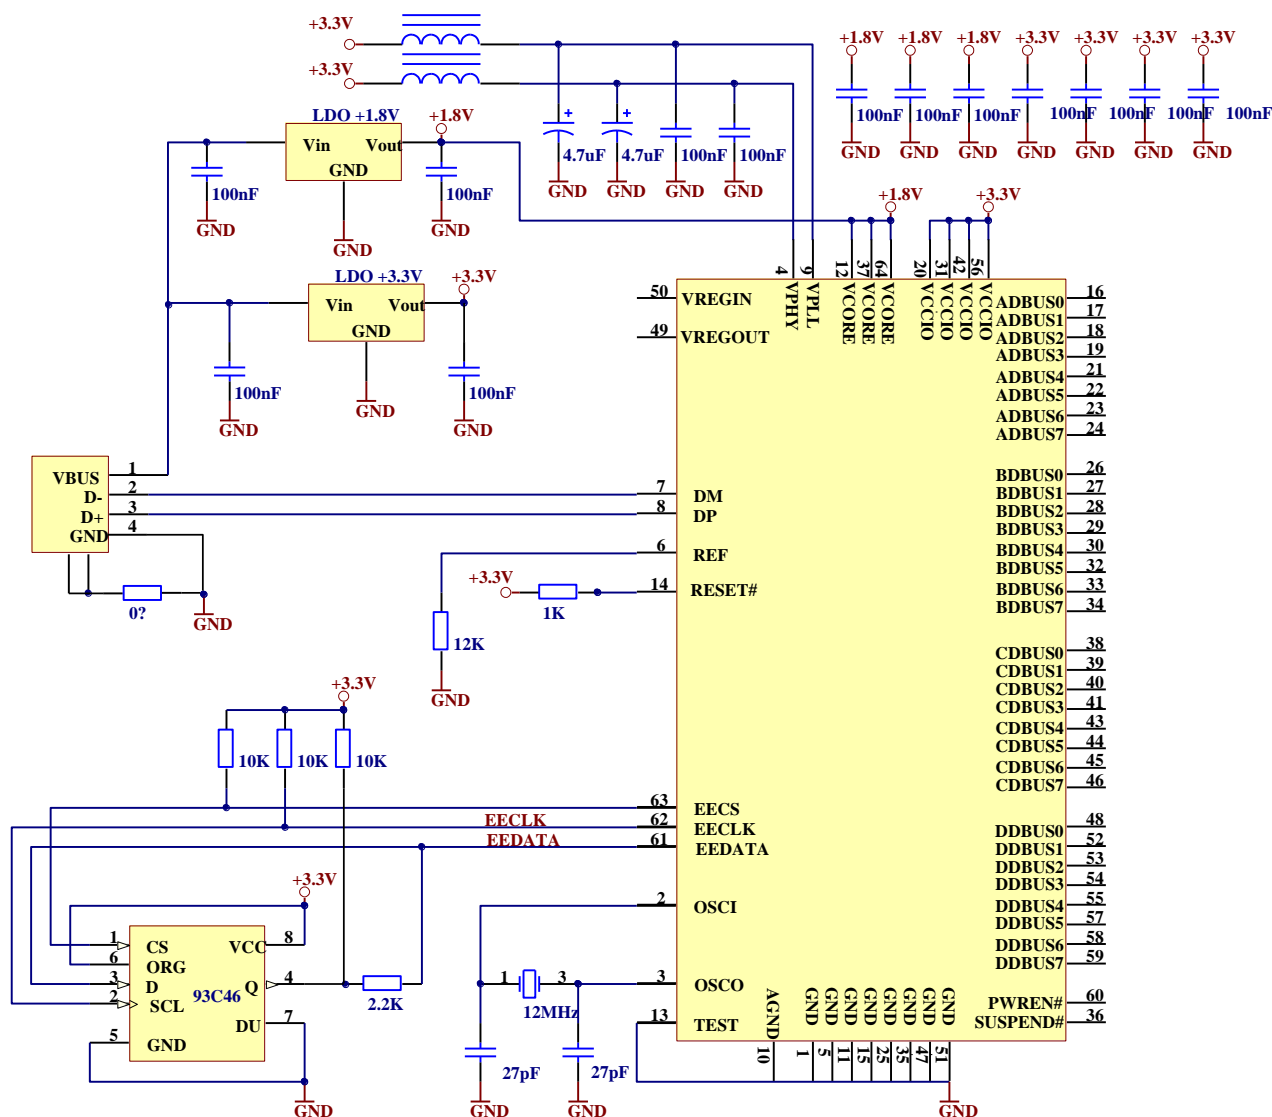 +3.3V
+3.3V
+1.8V +1.8V +1.8V +3.3V +3.3V +3.3V +3.3V
100nF 100nF 100nF 100nF 100nF 100nF 100nF
GND GND GND GND GND GND GND
4.7uF 4.7uF 100nF 100nF
GND GND GND GND
LDO +1.8V
+1.8V
Vin Vout
GND
100nF
100nF
GND
GND
GND
LDO +3.3V
+3.3V
Vin Vout
GND
100nF
100nF
GND
GND
GND
+1.8V
+3.3V
4 9 12 37 64 20 31 42 56
VPHY VPLL VCORE VCORE VCORE VCCIO VCCIO VCCIO VCCIO
50 VREGIN
49 VREGOUT
ADBUS0 16
ADBUS1 17
ADBUS2 18
ADBUS3 19
ADBUS4 21
ADBUS5 22
ADBUS6 23
ADBUS7 24
BDBUS0 26
BDBUS1 27
BDBUS2 28
BDBUS3 29
BDBUS4 30
BDBUS5 32
BDBUS6 33
BDBUS7 34
CDBUS0 38
CDBUS1 39
CDBUS2 40
CDBUS3 41
CDBUS4 43
CDBUS5 44
CDBUS6 45
CDBUS7 46
DDBUS0 48
DDBUS1 52
DDBUS2 53
DDBUS3 54
DDBUS4 55
DDBUS5 57
DDBUS6 58
DDBUS7 59
PWREN# 60
SUSPEND# 36
VBUS 1
D- 2
D+ 3
GND 4
0?
GND
7 DM
8 DP
6 REF
14 RESET#
+3.3V
1K
12K
GND
+3.3V
10K 10K 10K
63 EECS
EECLK 62 EECLK
EEDATA 61 EEDATA
2 OSCI
3 OSCO
13 TEST
+3.3V
1 CS
6 ORG
3 D
2 SCL
5 GND
93C46
VCC 8
Q 4
DU 7
2.2K
GND
1 3
12MHz
27pF 27pF
GND GND
AGND GND GND GND GND GND GND GND GND
10 1 5 11 15 25 35 47 51
GND